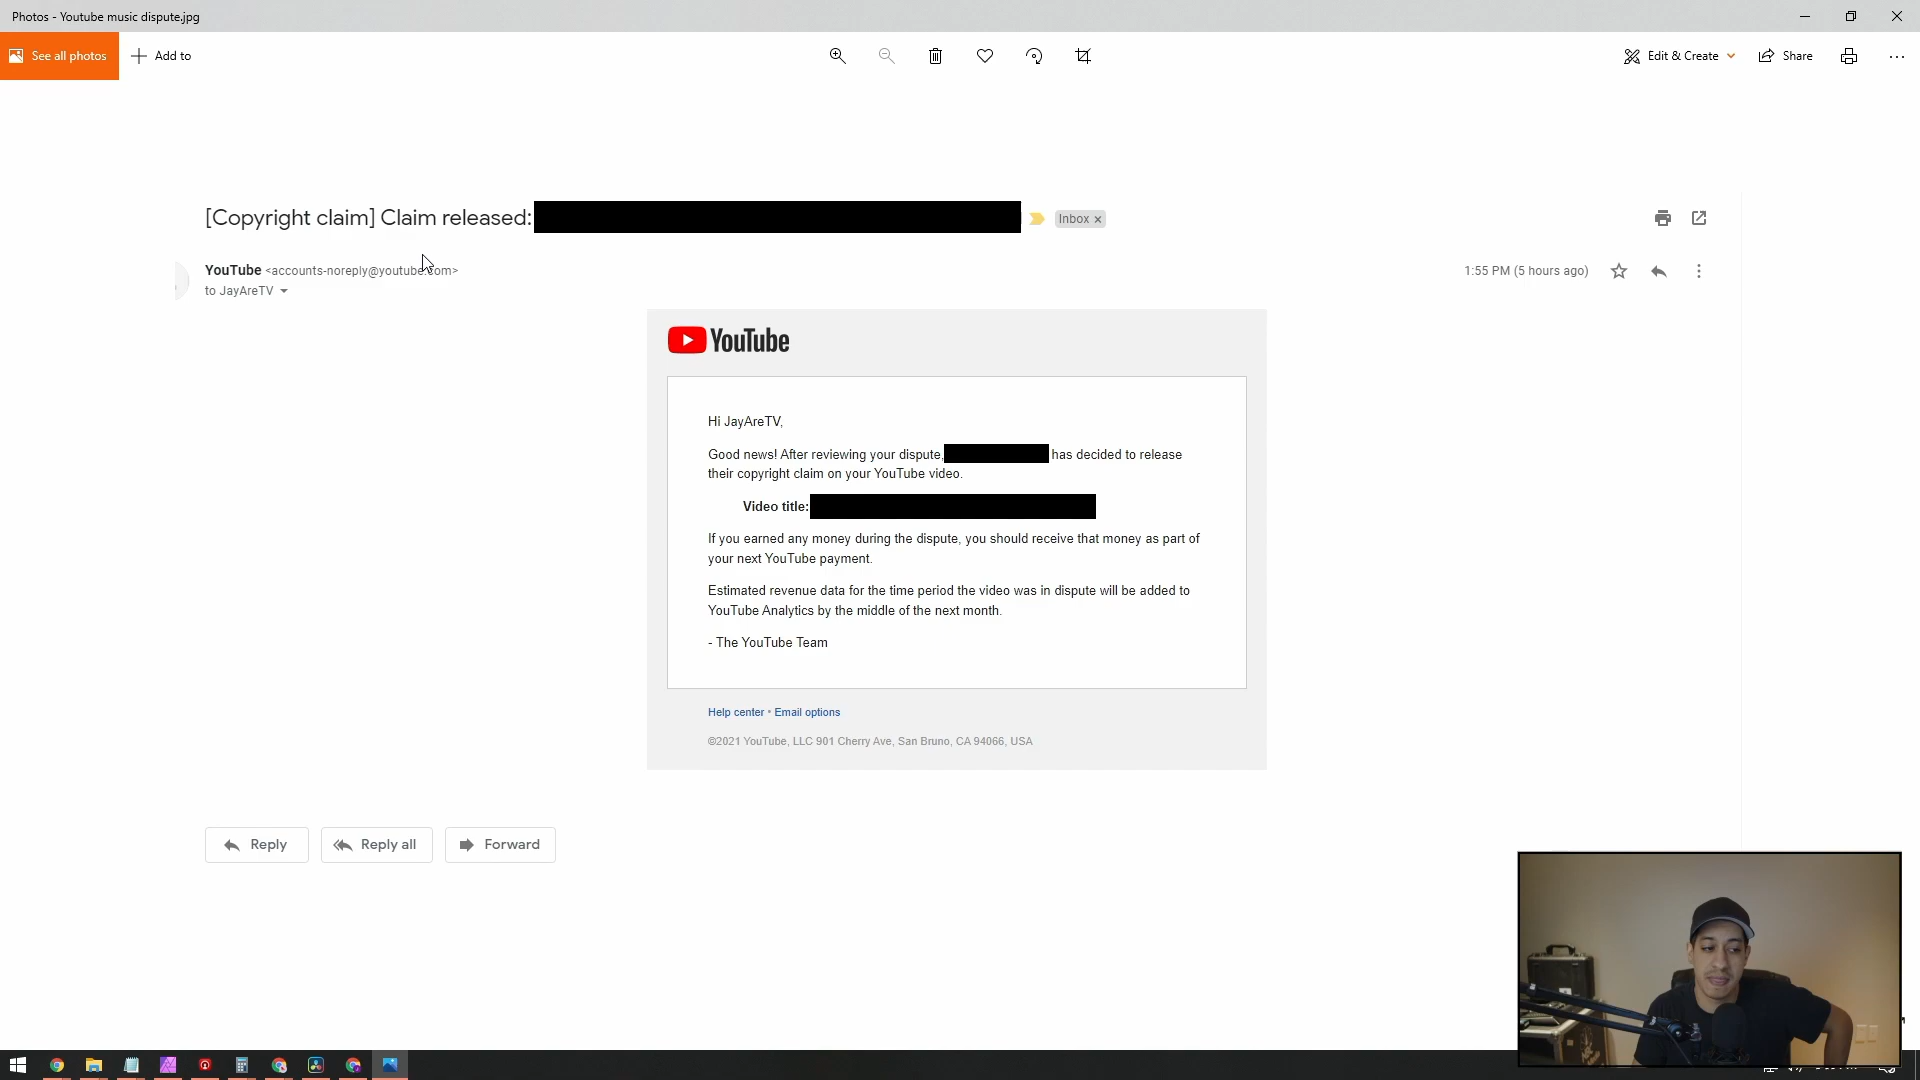 Photos - Youtube music dispute.jpg
See all photos
Add to
Edit & Create
Share
[Copyright claim] Claim released:
Inbox ×
YouTube <accounts-noreply@youtube.com>
1:55 PM (5 hours ago)
to JayAreTV
YouTube
Hi JayAreTV,
Good news! After reviewing your dispute, has decided to release
their copyright claim on your YouTube video.
Video title:
If you earned any money during the dispute, you should receive that money as part of
your next YouTube payment.
Estimated revenue data for the time period the video was in dispute will be added to
YouTube Analytics by the middle of the next month.
- The YouTube Team
Help center • Email options
©2021 YouTube, LLC 901 Cherry Ave, San Bruno, CA 94066, USA
Reply
Reply all
Forward